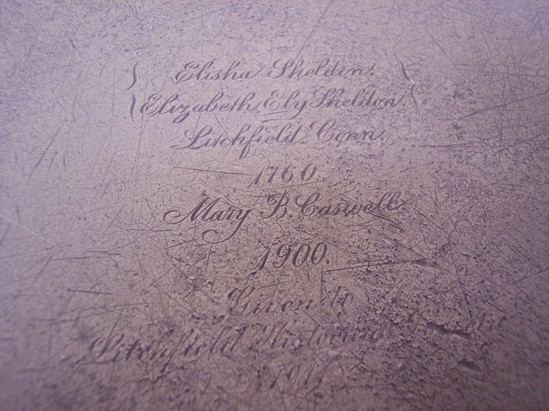 Elisha Sheldon.
Elizabeth Ely Sheldon
Litchfield Conn
1760.
Mary B. Caswell
1900.
Given to
Litchfield Historical